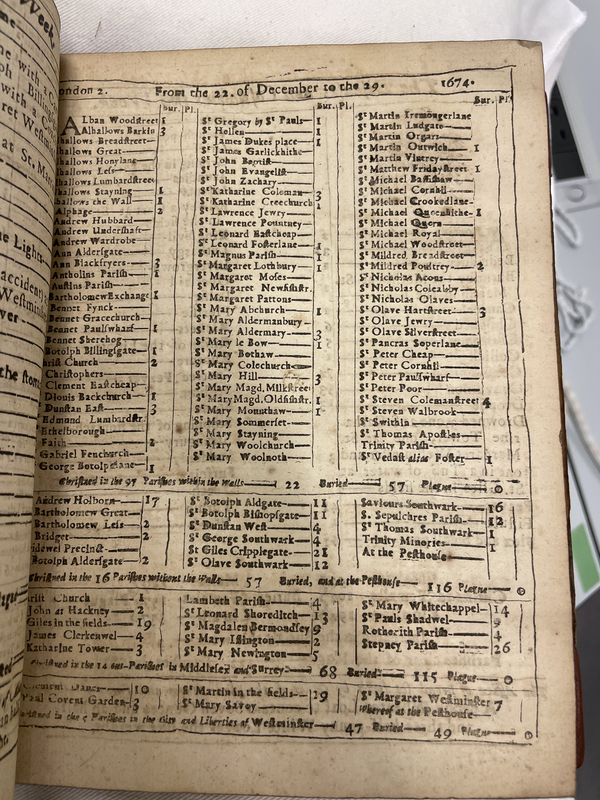 ondon 2. From the 22. of December to the 29. 1674.
Bur. Pl.
ALban Woodstreet 1
Alhallows Barkin 3
hallows Breadstreet
hallows Great
hallows Honylane
hallows Less
hallows Lumbardstreet
hallows Stayning 1
hallows the Wall 1
Alphage 2
Andrew Hubbard
Andrew Undershaft
Andrew Wardrobe
Ann Aldersgate
Ann Blackfryers 3
Antholins Parish 1
Austins Parish
BartholomewExchange 1
Bennet Fynck
Bennet Gracechurch
Bennet Paulswharf 1
Bennet Sherehog
Botolph Billingsgate 1
hrist Church 2
Christophers
Clement Eastcheap
Dionis Backchurch 1
Dunstan East 3
Edmund Lumbardstr.
Ethelborough
Faith 2
Gabriel Fenchurch
George Botolphlane 1
Bur. Pl.
St Gregory by St Pauls 1
St Hellen 1
St James Dukes place 1
St James Garlickhithe
St John Baptist
St John Evangelist
St John Zachary
St Katharine Coleman 3
St Katharine Creechurch 1
St Lawrence Jewry
St Lawrence Pountney
St Leonard Eastcheap
St Leonard Fosterlane 1
St Magnus Parish 1
St Margaret Lothbury 1
St Margaret Moses
St Margaret Newfishstr.
St Margaret Pattons
St Mary Abchurch 1
St Mary Aldermanbury
St Mary Aldermary 3
St Mary le Bow 1
St Mary Bothaw
St Mary Colechurch
St Mary Hill 3
St Mary Magd. Milkstreet
St Mary Magd. Oldfishstr. 1
St Mary Mounthaw 1
St Mary Sommerset
St Mary Stayning
St Mary Woolchurch
St Mary Woolnoth
Bur. Pl.
St Martin Iremongerlane
St Martin Ludgate
St Martin Orgars
St Martin Outwich 1
St Martin Vintrey
St Matthew Fridaystreet 1
St Michael Bassishaw
St Michael Cornhil
St Michael Crookedlane
St Michael Queenhithe 1
St Michael Quern
St Michael Royal
St Michael Woodstreet
St Mildred Breadstreet
St Mildred Poultrey 2
St Nicholas Acons
St Nicholas Coleabby
St Nicholas Olaves
St Olave Hartstreet 3
St Olave Jewry
St Olave Silverstreet
St Pancras Soperlane
St Peter Cheap
St Peter Cornhil
St Peter Paulswharf
St Peter Poor
St Steven Colemanstreet 4
St Steven Walbrook
St Swithin
St Thomas Apostles
Trinity Parish
St Vedast alias Foster 1
Christned in the 97 Parishes within the Walls 22 Buried 57 Plague 0
Andrew Holborn 17
Bartholomew Great
Bartholomew Less 2
Bridget 2
idewel Precinct
Botolph Aldersgate 2
St Botolph Aldgate 11
St Botolph Bishopsgate 11
St Dunstan West 4
St George Southwark 4
St Giles Cripplegate 21
St Olave Southwark 12
Saviours Southwark 16
S. Sepulchres Parish 12
St Thomas Southwark 1
Trinity Minories 1
At the Pesthouse
Christned in the 16 Parishes without the Walls 57 Buried, and at the Pesthouse 116 Plague 0
hrist Church 1
John at Hackney 2
Giles in the fields 19
James Clerkenwel 4
Katharine Tower 3
Lambeth Parish 4
St Leonard Shoreditch 13
St Magdalen Bermondsey 9
St Mary Islington 2
St Mary Newington 5
St Mary Whitechappel 14
St Pauls Shadwel 9
Rotherith Parish 4
Stepney Parish 26
Christned in the 14 out-Parishes in Middlesex and Surrey 68 Buried 115 Plague 0
Clement Danes 10
Paul Covent Garden 3
St Martin in the fields 19
St Mary Savoy
St Margaret Westminster 7
Whereof at the Pesthouse
Christned in the 5 Parishes in the City and Liberties of Westminster 47 Buried 49 Plague 0